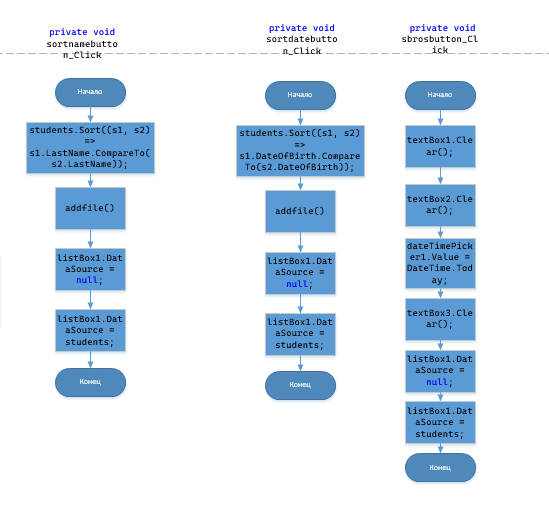 private void
sortnamebutto
n_Click
Начало
students.Sort((s1, s2)
=>
s1.LastName.CompareTo(
s2.LastName));
addfile()
listBox1.Dat
aSource =
null;
listBox1.Dat
aSource =
students;
Конец
private void
sortdatebutto
n_Click
Начало
students.Sort((s1, s2)
=>
s1.DateOfBirth.Compare
To(s2.DateOfBirth));
addfile()
listBox1.Dat
aSource =
null;
listBox1.Dat
aSource =
students;
Конец
private void
sbrosbutton_Cl
ick
Начало
textBox1.Cle
ar();
textBox2.Cle
ar();
dateTimePick
er1.Value =
DateTime.Tod
ay;
textBox3.Cle
ar();
listBox1.Dat
aSource =
null;
listBox1.Dat
aSource =
students;
Конец